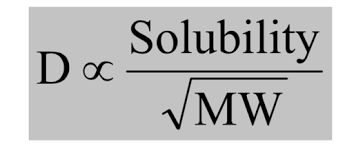 D ∝ Solubility / √MW